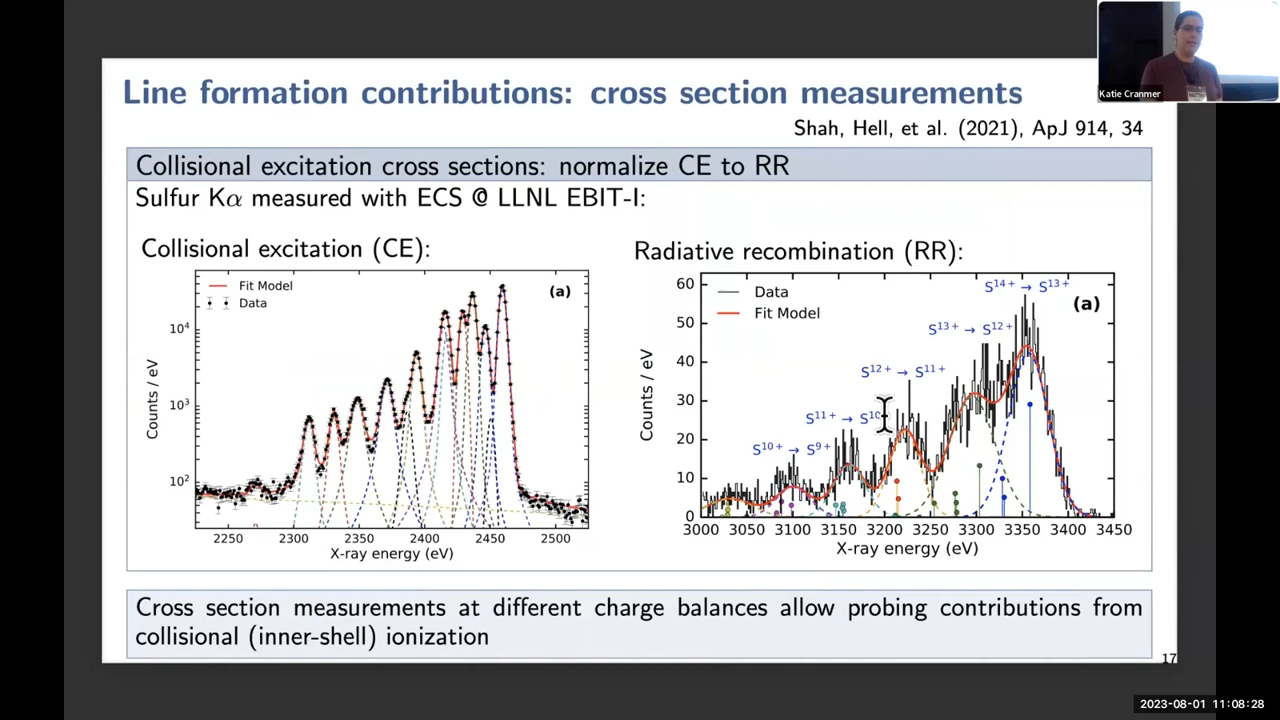 Line formation contributions: cross section measurements
Katie Cranmer
Shah, Hell, et al. (2021), ApJ 914, 34
Collisional excitation cross sections: normalize CE to RR
Sulfur Kα measured with ECS @ LLNL EBIT-I:
Collisional excitation (CE):
Fit Model
Data
(a)
10⁴
10³
10²
Counts / eV
2250 2300 2350 2400 2450 2500
X-ray energy (eV)
Radiative recombination (RR):
Data
Fit Model
(a)
S¹⁴⁺ → S¹³⁺
S¹³⁺ → S¹²⁺
S¹²⁺ → S¹¹⁺
S¹¹⁺ → S¹⁰
S¹⁰⁺ → S⁹⁺
60
50
40
30
20
10
0
Counts / eV
3000 3050 3100 3150 3200 3250 3300 3350 3400 3450
X-ray energy (eV)
Cross section measurements at different charge balances allow probing contributions from
collisional (inner-shell) ionization
17
2023-08-01 11:08:28